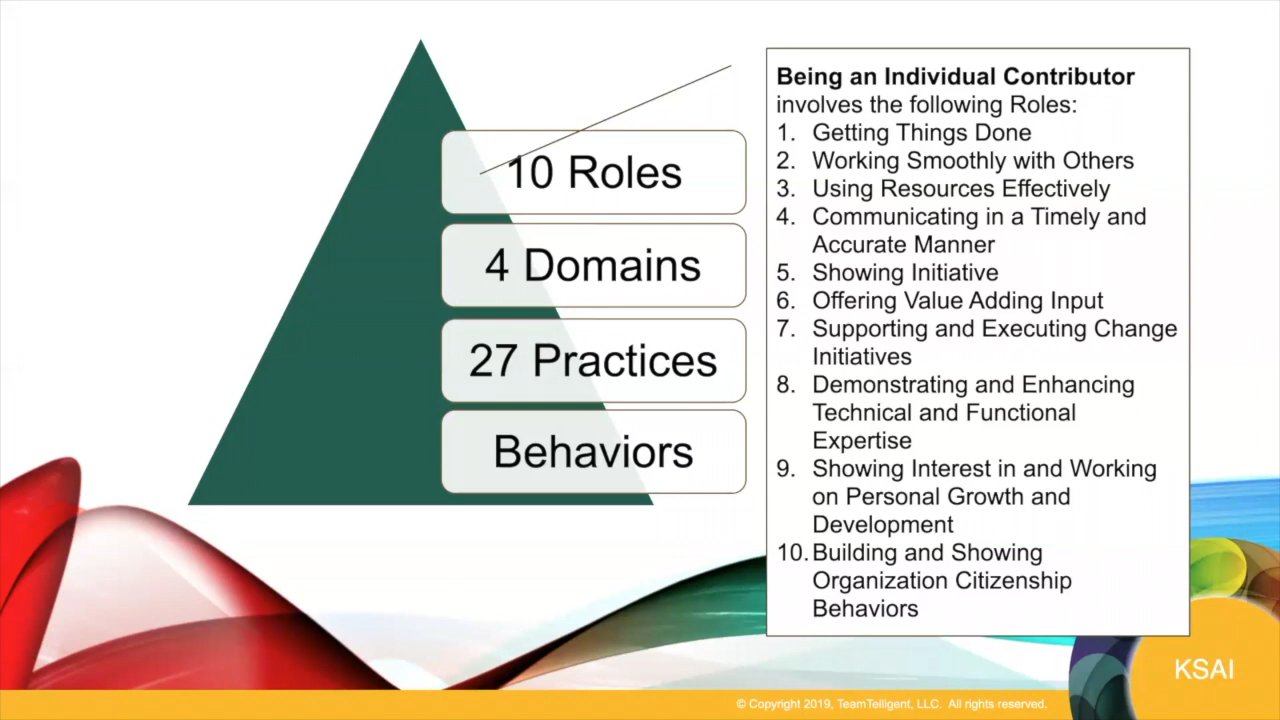 10 Roles
4 Domains
27 Practices
Behaviors
Being an Individual Contributor
involves the following Roles:
1. Getting Things Done
2. Working Smoothly with Others
3. Using Resources Effectively
4. Communicating in a Timely and
Accurate Manner
5. Showing Initiative
6. Offering Value Adding Input
7. Supporting and Executing Change
Initiatives
8. Demonstrating and Enhancing
Technical and Functional
Expertise
9. Showing Interest in and Working
on Personal Growth and
Development
10. Building and Showing
Organization Citizenship
Behaviors
KSAI
© Copyright 2019, TeamTelligent, LLC. All rights reserved.